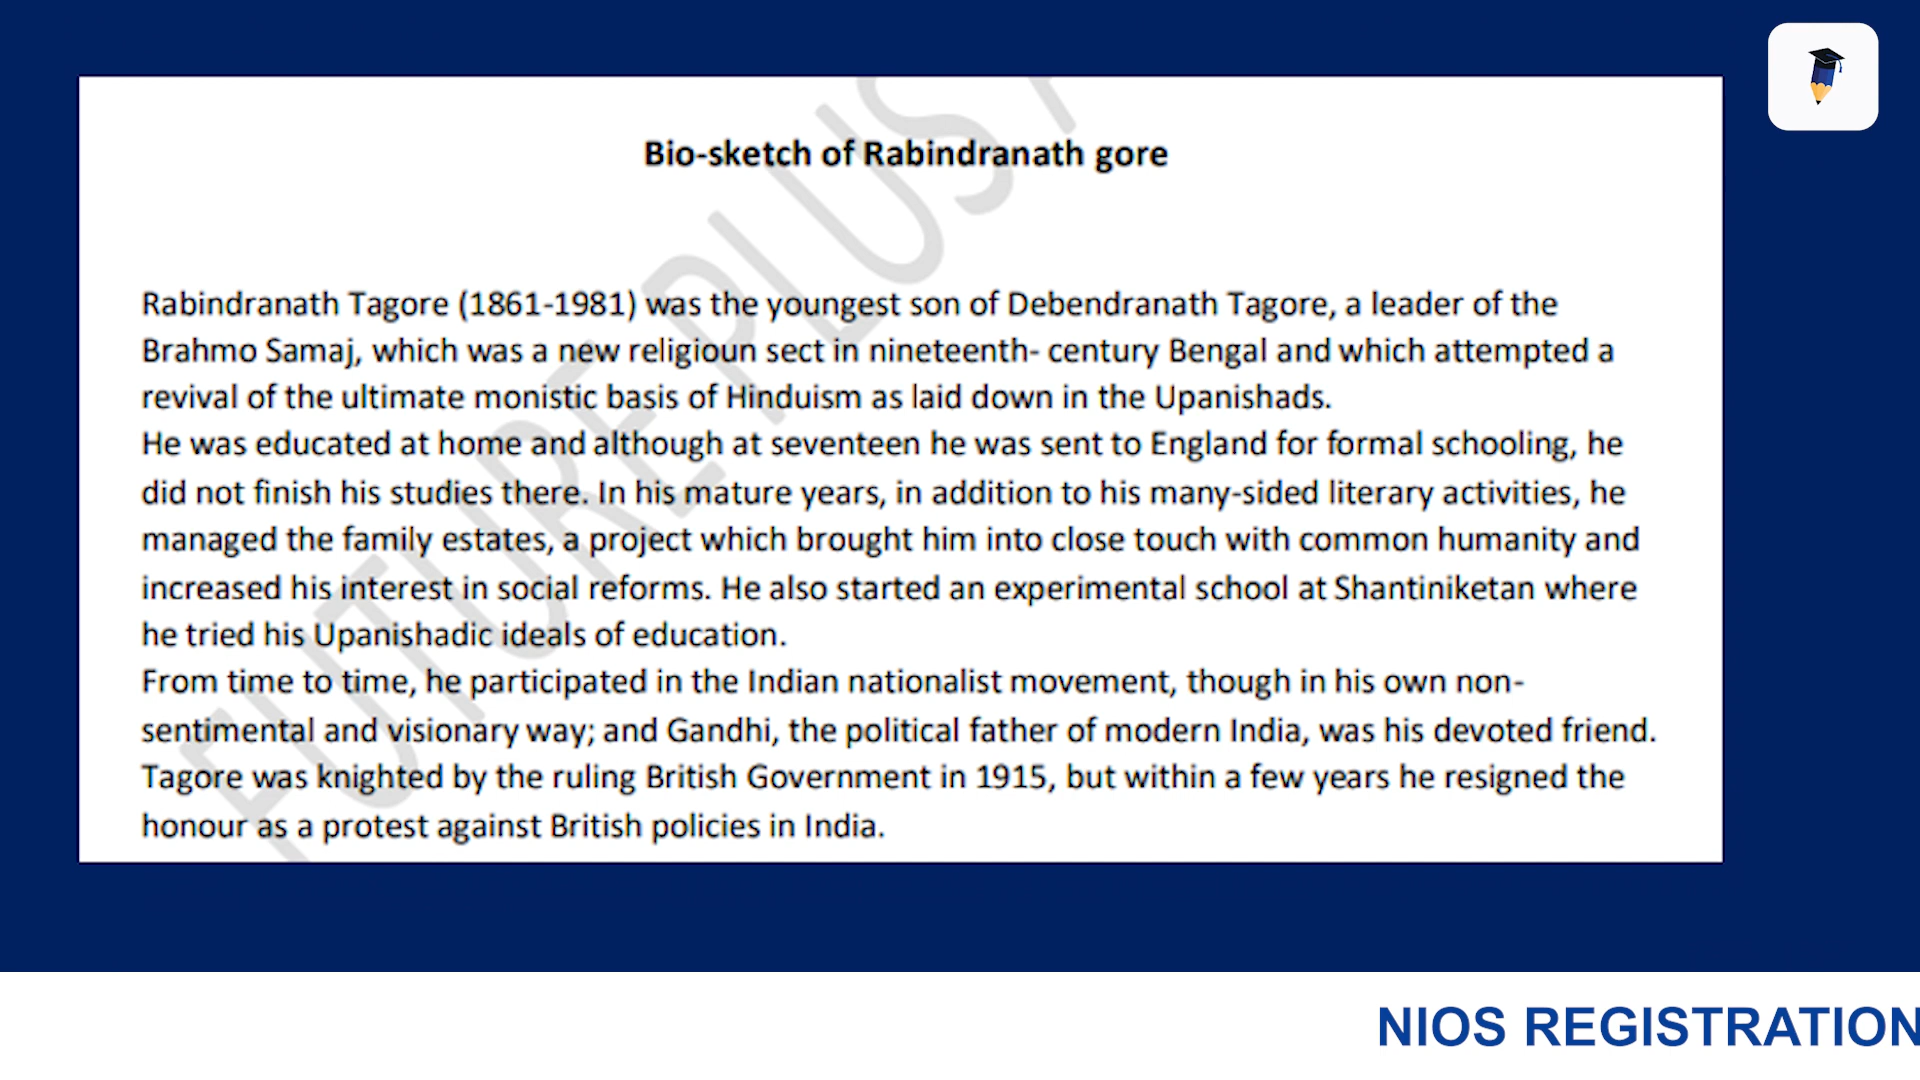 Bio-sketch of Rabindranath gore
Rabindranath Tagore (1861-1981) was the youngest son of Debendranath Tagore, a leader of the
Brahmo Samaj, which was a new religioun sect in nineteenth- century Bengal and which attempted a
revival of the ultimate monistic basis of Hinduism as laid down in the Upanishads.
He was educated at home and although at seventeen he was sent to England for formal schooling, he
did not finish his studies there. In his mature years, in addition to his many-sided literary activities, he
managed the family estates, a project which brought him into close touch with common humanity and
increased his interest in social reforms. He also started an experimental school at Shantiniketan where
he tried his Upanishadic ideals of education.
From time to time, he participated in the Indian nationalist movement, though in his own non-
sentimental and visionary way; and Gandhi, the political father of modern India, was his devoted friend.
Tagore was knighted by the ruling British Government in 1915, but within a few years he resigned the
honour as a protest against British policies in India.
FUTURE PLUS
NIOS REGISTRATION